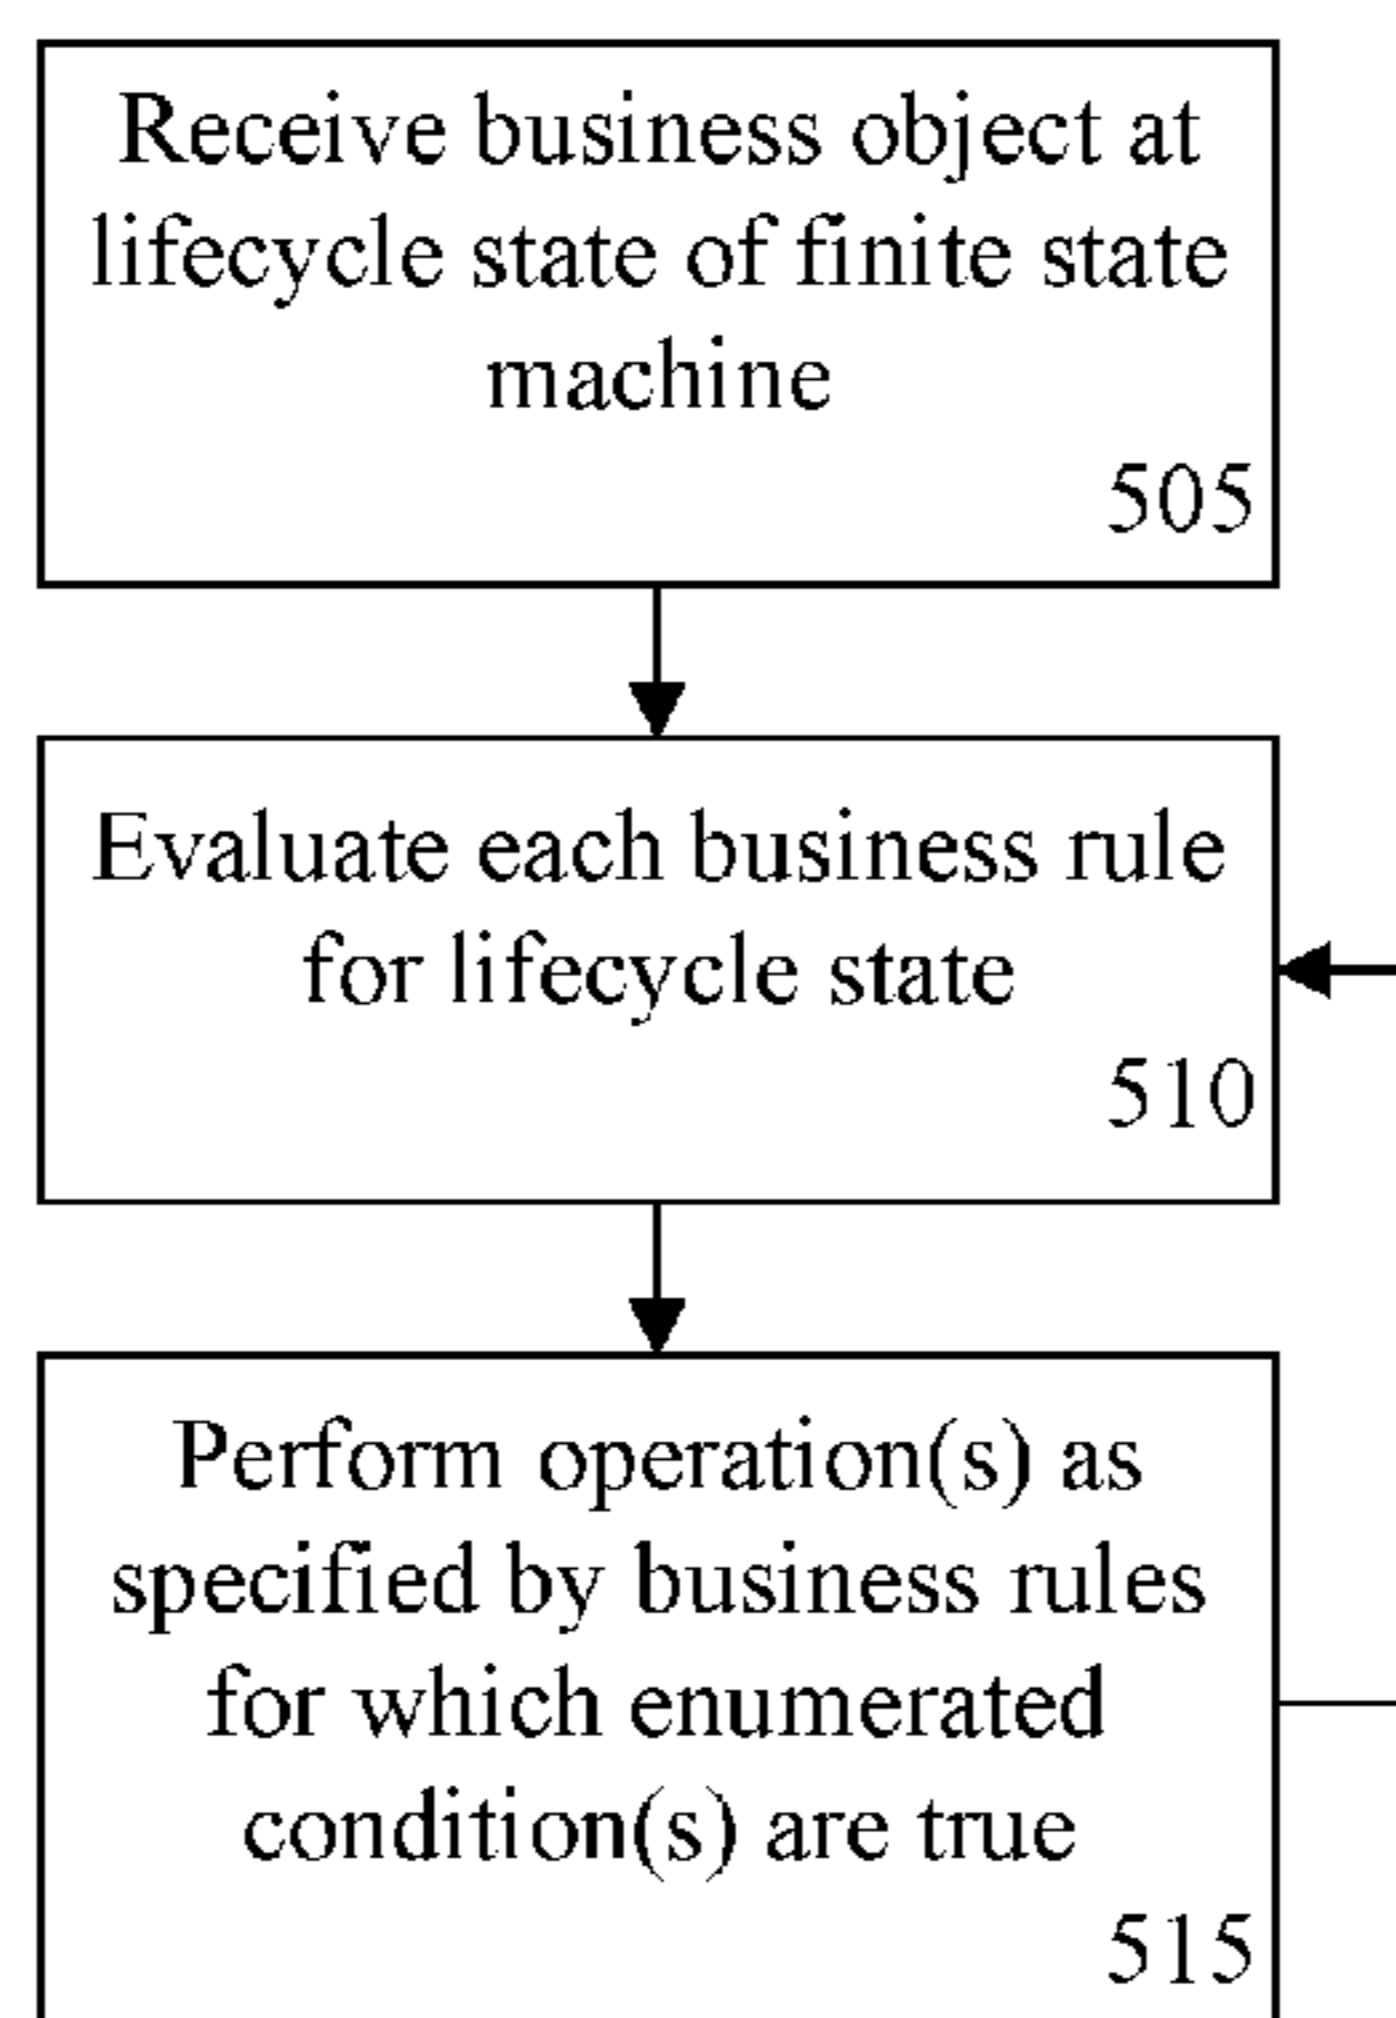 Receive business object at
lifecycle state of finite state
machine
505
Evaluate each business rule
for lifecycle state
510
Perform operation(s) as
specified by business rules
for which enumerated
condition(s) are true
515